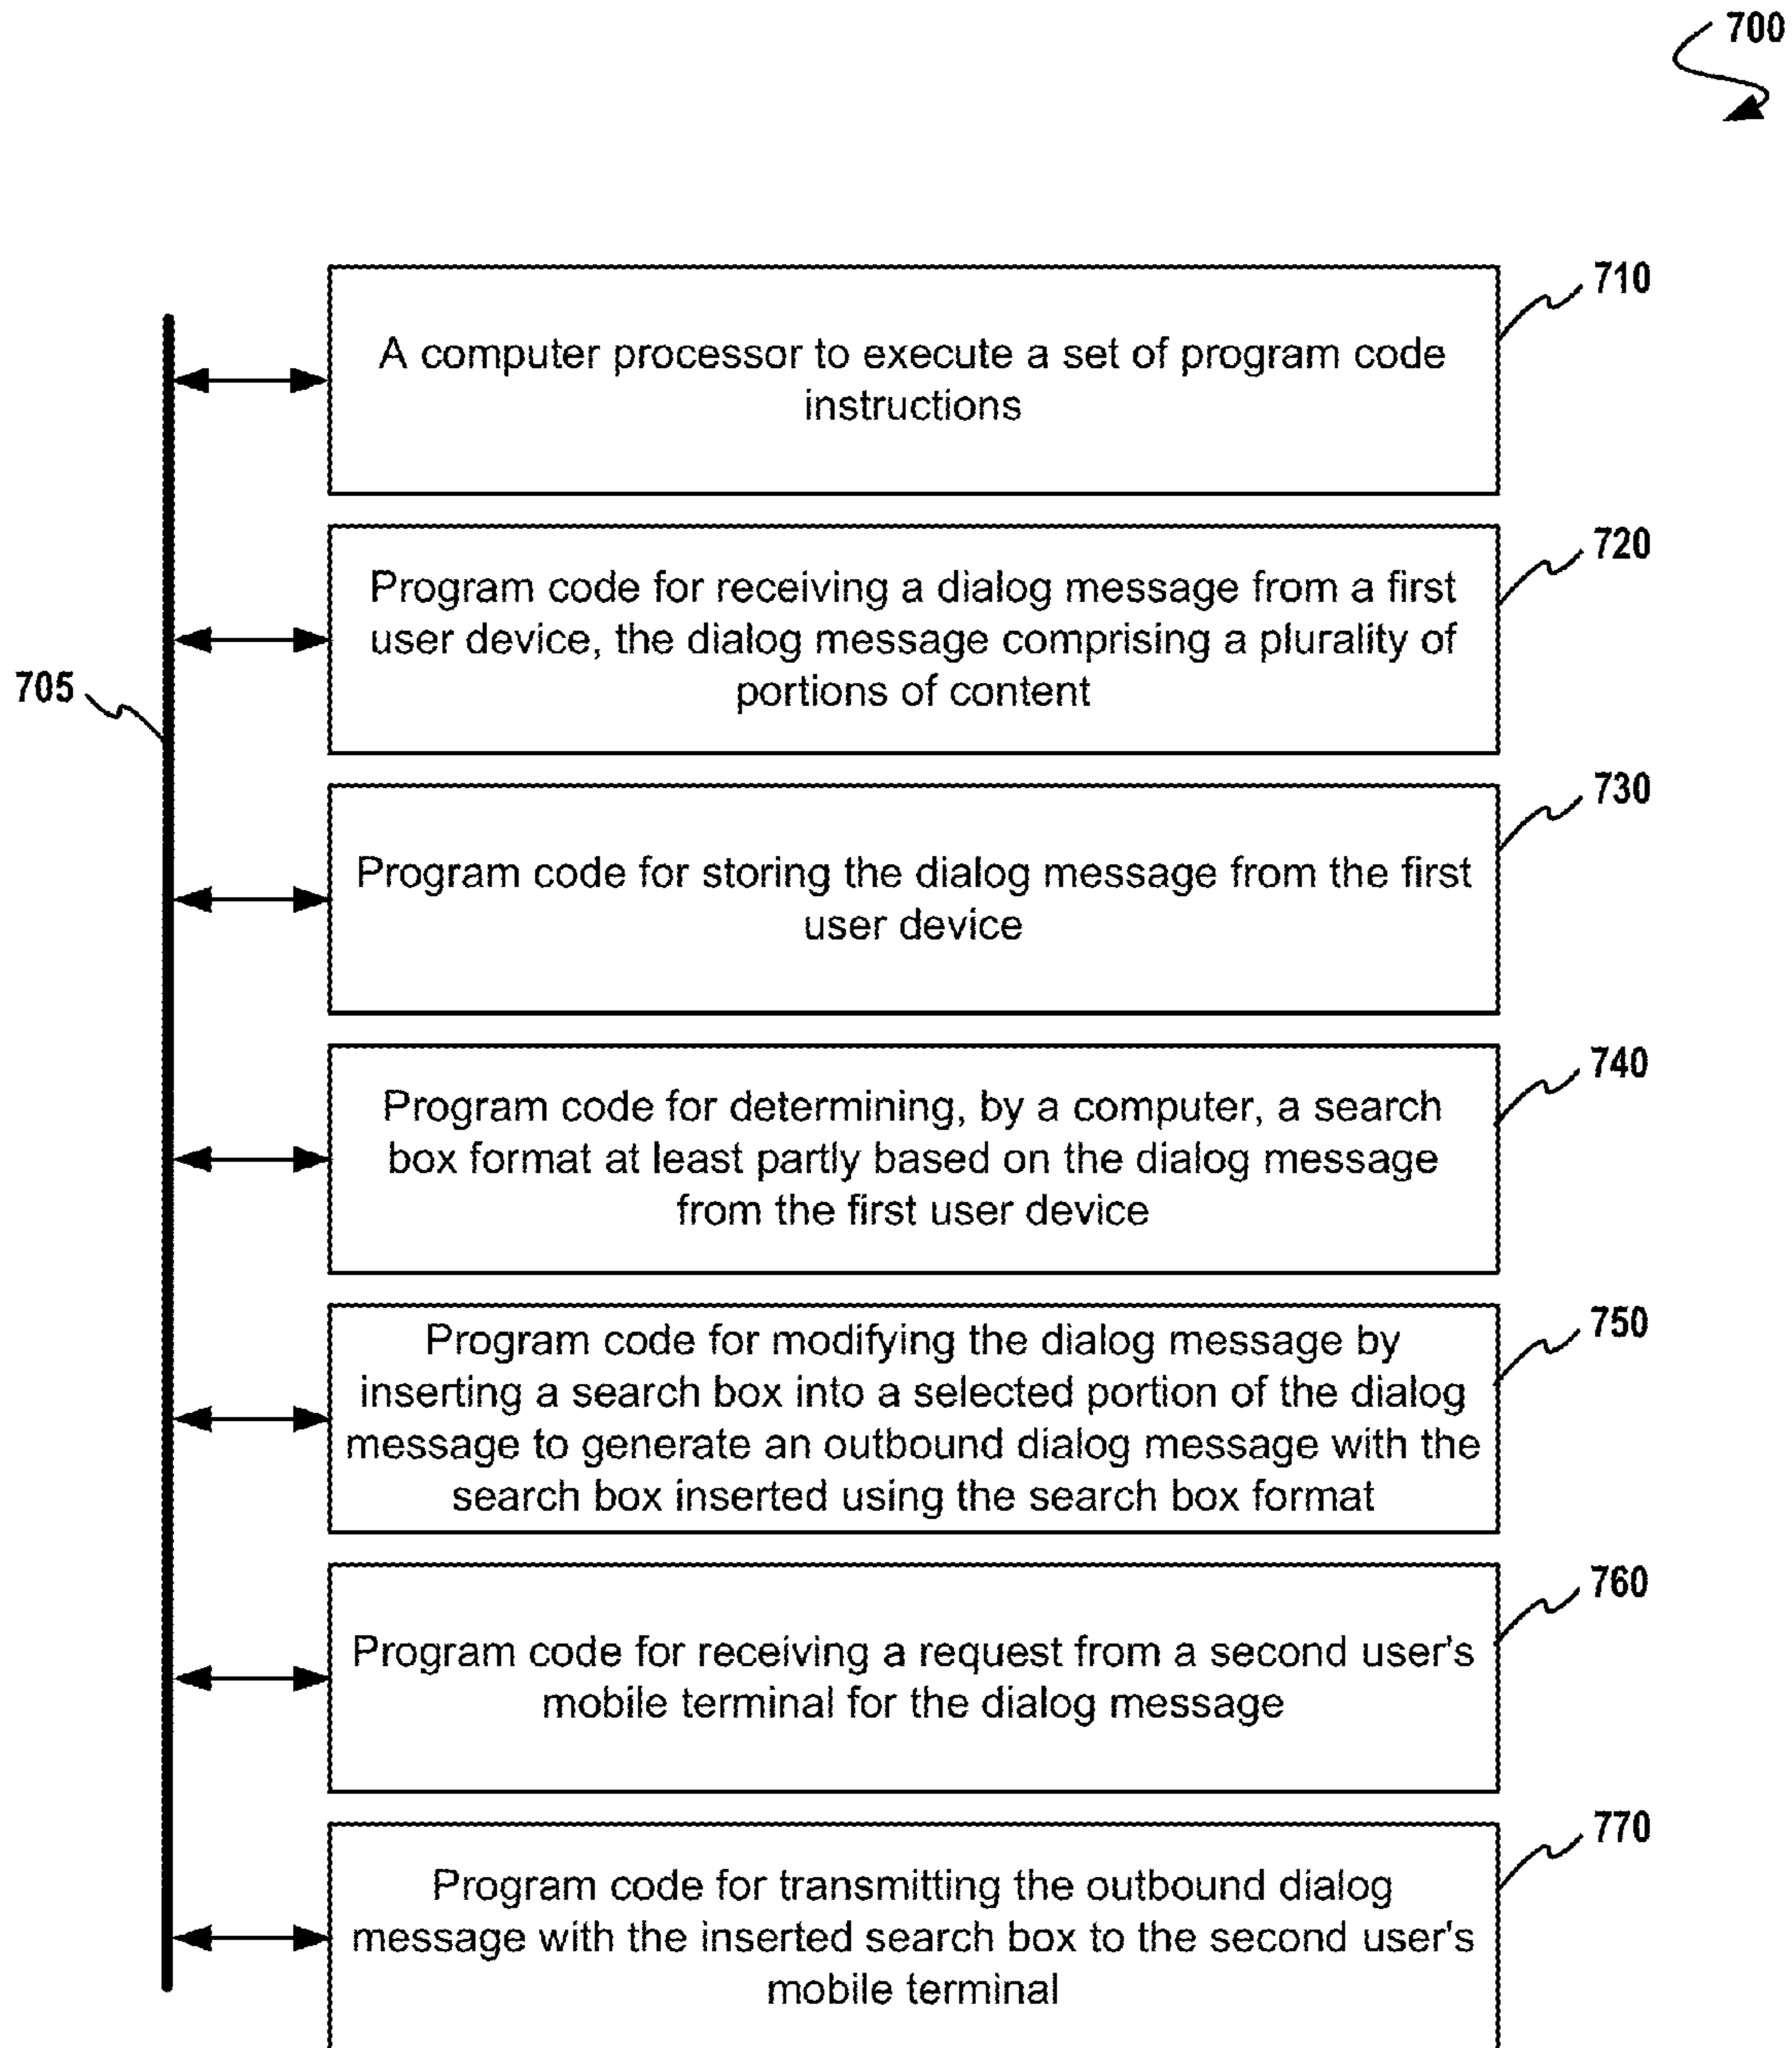 700
710
A computer processor to execute a set of program code
instructions
720
Program code for receiving a dialog message from a first
user device, the dialog message comprising a plurality of
portions of content
705
730
Program code for storing the dialog message from the first
user device
740
Program code for determining, by a computer, a search
box format at least partly based on the dialog message
from the first user device
750
Program code for modifying the dialog message by
inserting a search box into a selected portion of the dialog
message to generate an outbound dialog message with the
search box inserted using the search box format
760
Program code for receiving a request from a second user's
mobile terminal for the dialog message
770
Program code for transmitting the outbound dialog
message with the inserted search box to the second user's
mobile terminal